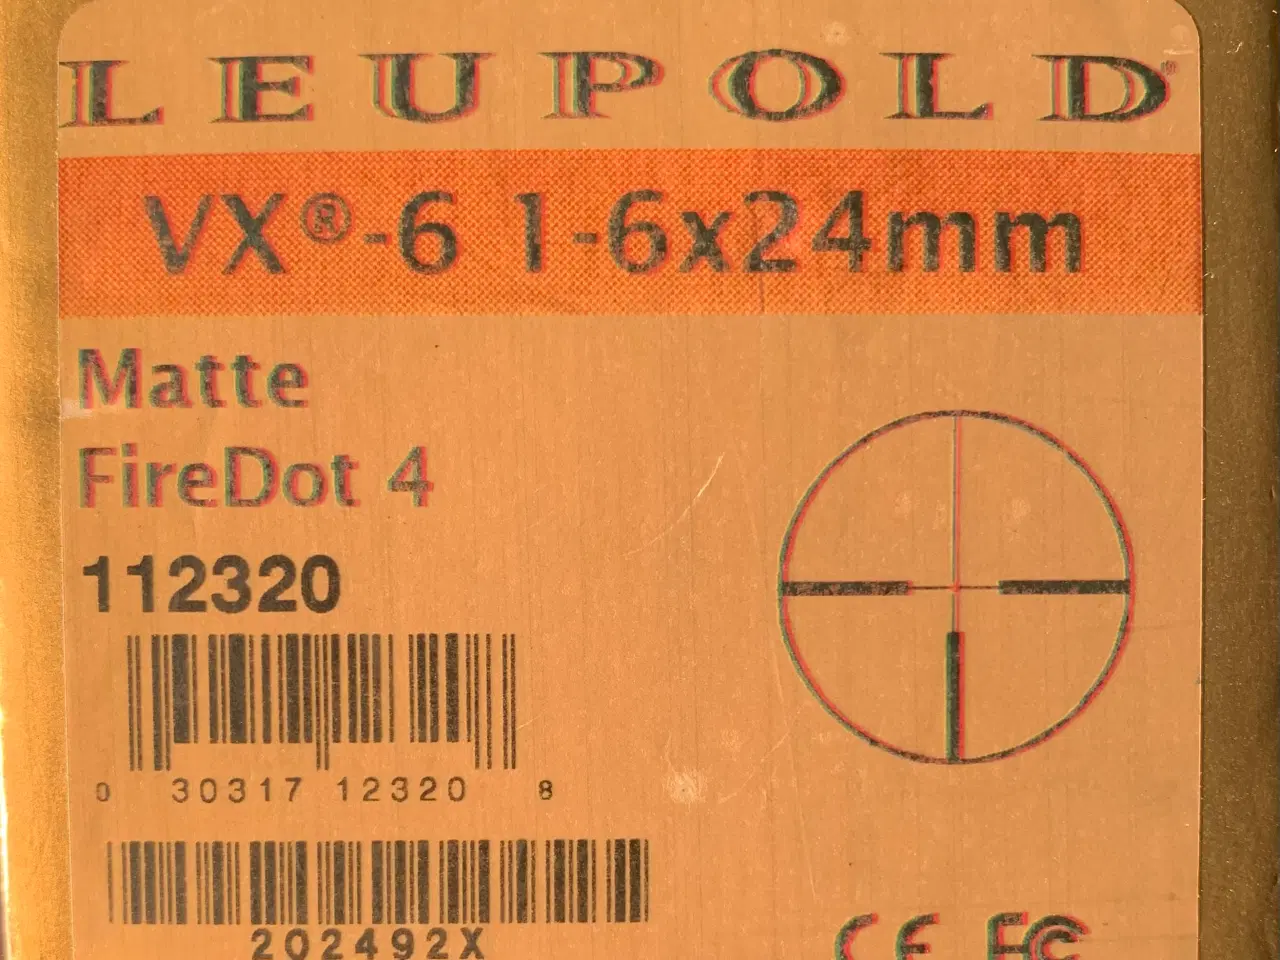 LEUPOLD®
VX®-6 1-6x24mm
Matte
FireDot 4
112320
0 30317 12320 8
202492X
CE FC